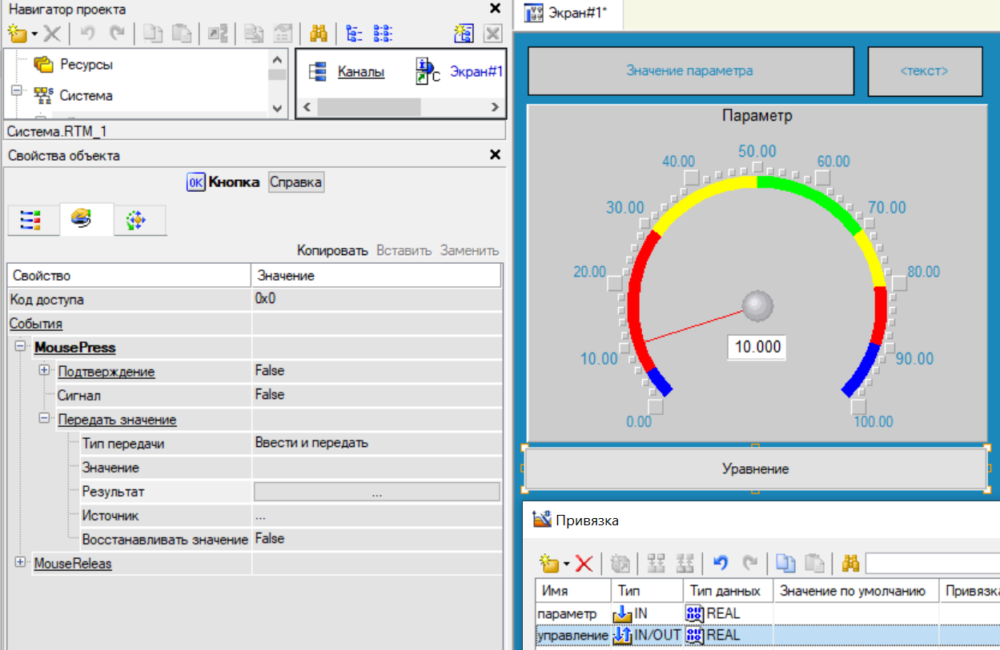 Навигатор проекта
Ресурсы
Система
Каналы
Экран#1
C
Система.RTM_1
Свойства объекта
OK Кнопка Справка
Копировать Вставить Заменить
Свойство Значение
Код доступа 0x0
События
MousePress
Подтверждение False
Сигнал False
Передать значение
Тип передачи Ввести и передать
Значение
Результат ...
Источник ...
Восстанавливать значение False
MouseReleas
Экран#1*
Значение параметра <текст>
Параметр
50.00
40.00 60.00
30.00 70.00
20.00 80.00
10.00 10.000 90.00
0.00 100.00
Уравнение
Привязка
Имя Тип Тип данных Значение по умолчанию Привязка
параметр IN REAL
управление IN/OUT REAL